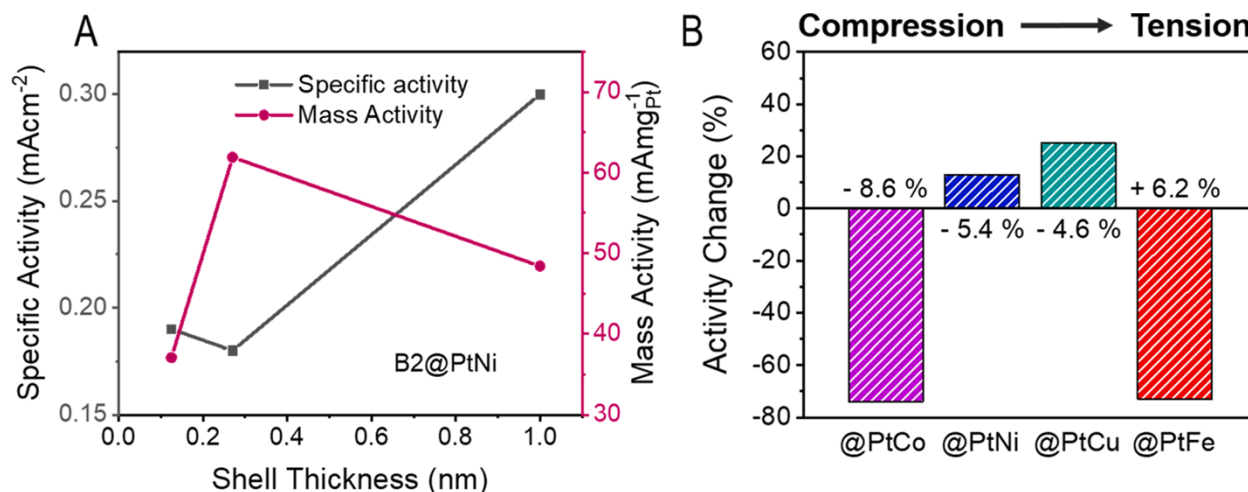 A
Specific Activity (mAcm⁻²)
0.30
0.25
0.20
0.15
Specific activity
Mass Activity
B2@PtNi
0.0
0.2
0.4
0.6
0.8
1.0
Shell Thickness (nm)
70
60
50
40
30
Mass Activity (mAmg⁻¹Pt)
B
Compression
Tension
Activity Change (%)
60
40
20
0
-20
-40
-60
-80
- 8.6 %
- 5.4 %
- 4.6 %
+ 6.2 %
@PtCo
@PtNi
@PtCu
@PtFe